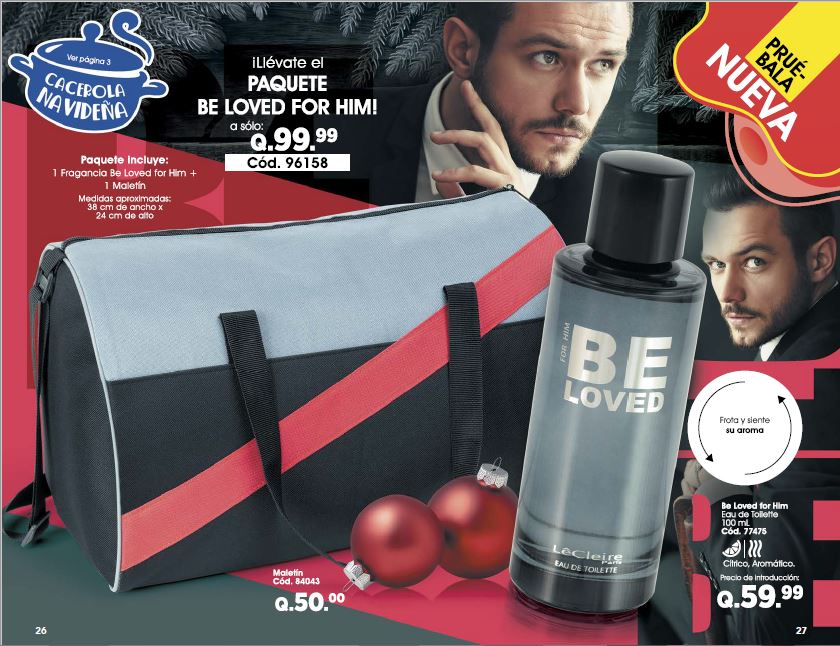 Ver página 3
CACEROLA
NAVIDEÑA
¡Llévate el
PAQUETE
BE LOVED FOR HIM!
a sólo:
Q.99.99
Cód. 96158
Paquete Incluye:
1 Fragancia Be Loved for Him +
1 Maletín
Medidas aproximadas:
38 cm de ancho x
24 cm de alto
PRUÉ-
BALA
NUEVA
FOR HIM
BE
LOVED
LeCleire
PARIS
EAU DE TOILETTE
Frota y siente
su aroma
Be Loved for Him
Eau de Toilette
100 mL
Cód. 77475
Cítrico, Aromático.
Precio de introducción:
Q.59.99
Maletín
Cód. 84043
Q.50.00
26
27